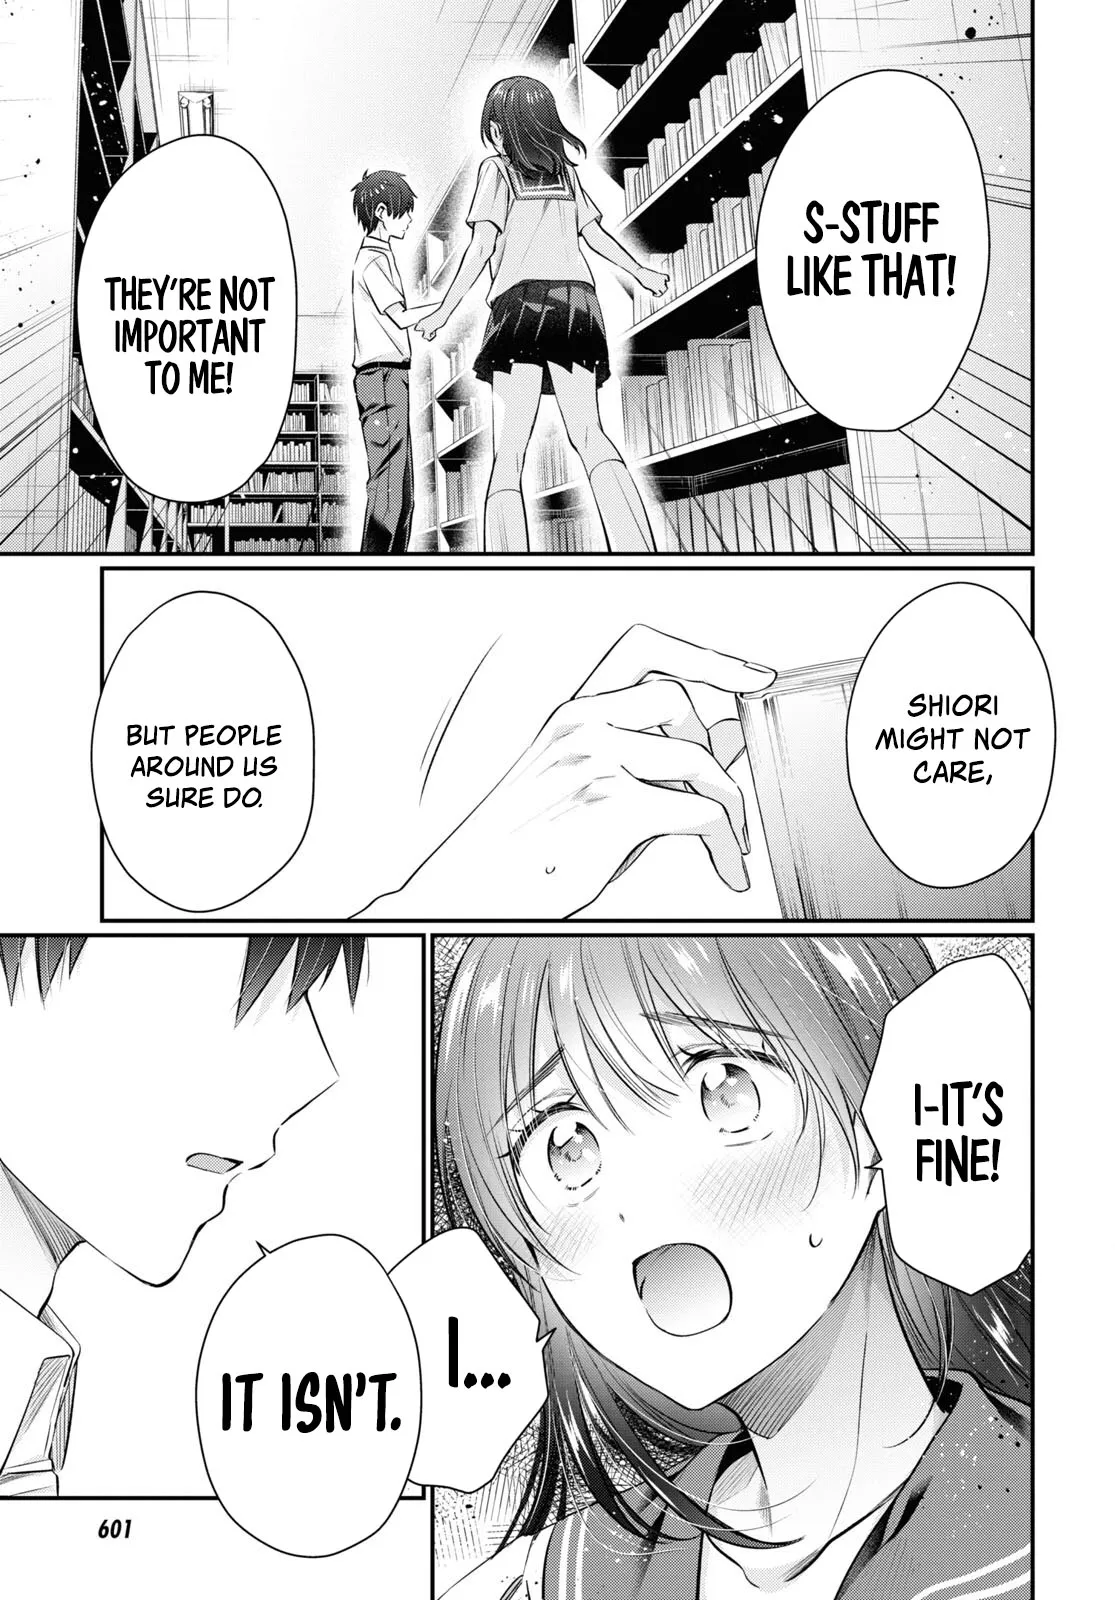 S-STUFF
LIKE THAT!
THEY'RE NOT
IMPORTANT
TO ME!
SHIORI
MIGHT NOT
CARE,
BUT PEOPLE
AROUND US
SURE DO.
I-IT'S
FINE!
I...
IT ISN'T.
601